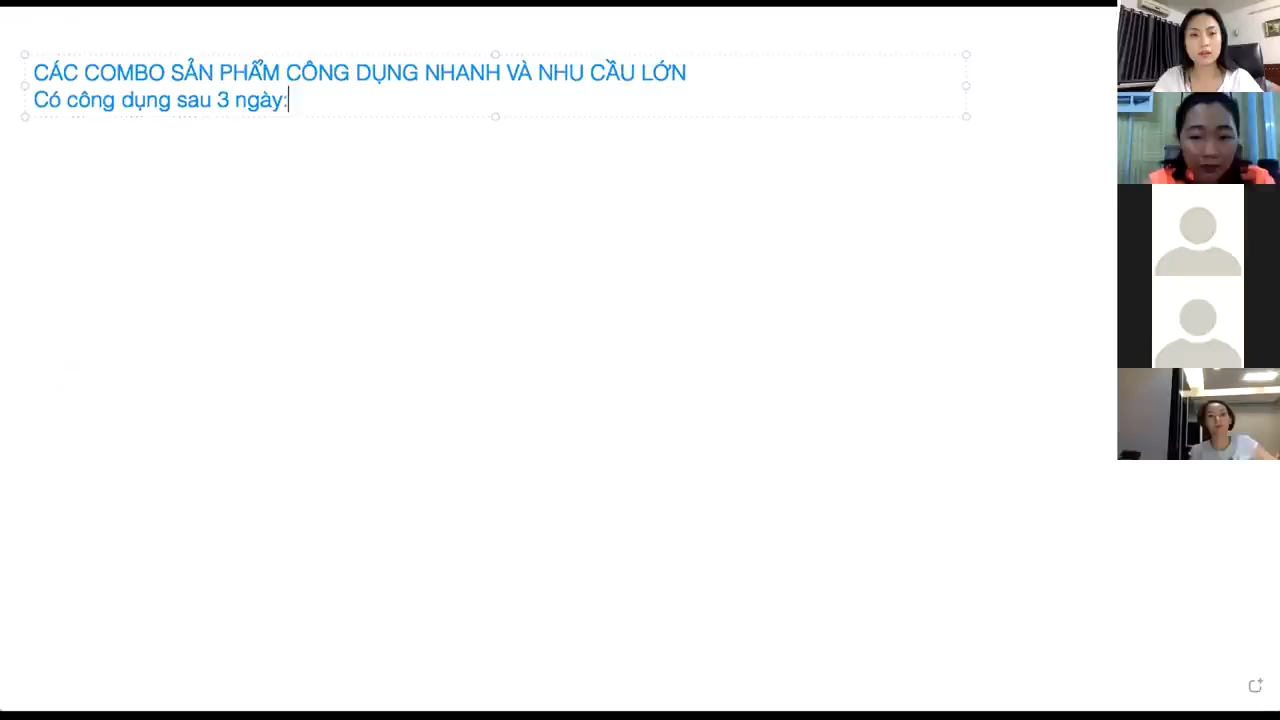 CÁC COMBO SẢN PHẨM CÔNG DỤNG NHANH VÀ NHU CẦU LỚN
Có công dụng sau 3 ngày: